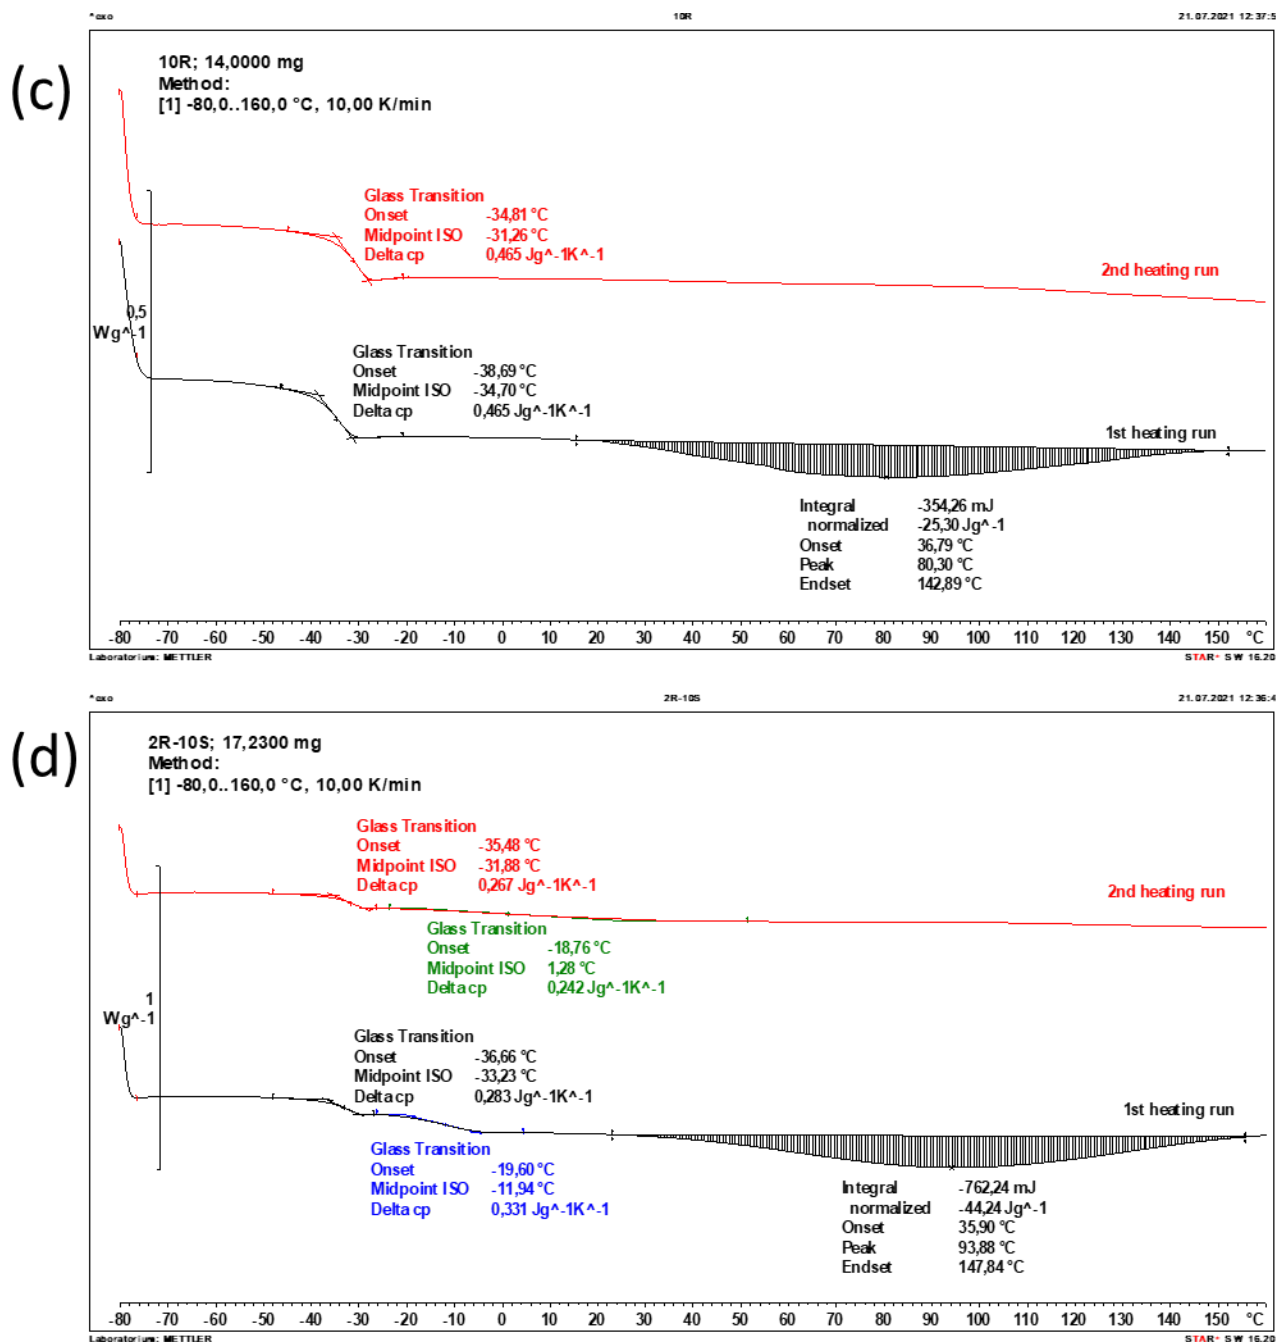 ^exo 10R 21.07.2021 12:37:5
(c)
10R; 14,0000 mg
Method:
[1] -80,0..160,0 °C, 10,00 K/min
Glass Transition
Onset -34,81 °C
Midpoint ISO -31,26 °C
Delta cp 0,465 Jg^-1K^-1
2nd heating run
0,5
Wg^-1
Glass Transition
Onset -38,69 °C
Midpoint ISO -34,70 °C
Delta cp 0,465 Jg^-1K^-1
1st heating run
Integral -354,26 mJ
normalized -25,30 Jg^-1
Onset 36,79 °C
Peak 80,30 °C
Endset 142,89 °C
-80 -70 -60 -50 -40 -30 -20 -10 0 10 20 30 40 50 60 70 80 90 100 110 120 130 140 150 °C
Laboratorium: METTLER STAR° SW 16.20
^exo 2R-10S 21.07.2021 12:36:4
(d)
2R-10S; 17,2300 mg
Method:
[1] -80,0..160,0 °C, 10,00 K/min
Glass Transition
Onset -35,48 °C
Midpoint ISO -31,88 °C
Delta cp 0,267 Jg^-1K^-1
2nd heating run
Glass Transition
Onset -18,76 °C
Midpoint ISO 1,28 °C
Delta cp 0,242 Jg^-1K^-1
1
Wg^-1
Glass Transition
Onset -36,66 °C
Midpoint ISO -33,23 °C
Delta cp 0,283 Jg^-1K^-1
1st heating run
Glass Transition
Onset -19,60 °C
Midpoint ISO -11,94 °C
Delta cp 0,331 Jg^-1K^-1
Integral -762,24 mJ
normalized -44,24 Jg^-1
Onset 35,90 °C
Peak 93,88 °C
Endset 147,84 °C
-80 -70 -60 -50 -40 -30 -20 -10 0 10 20 30 40 50 60 70 80 90 100 110 120 130 140 150 °C
Laboratorium: METTLER STAR° SW 16.20